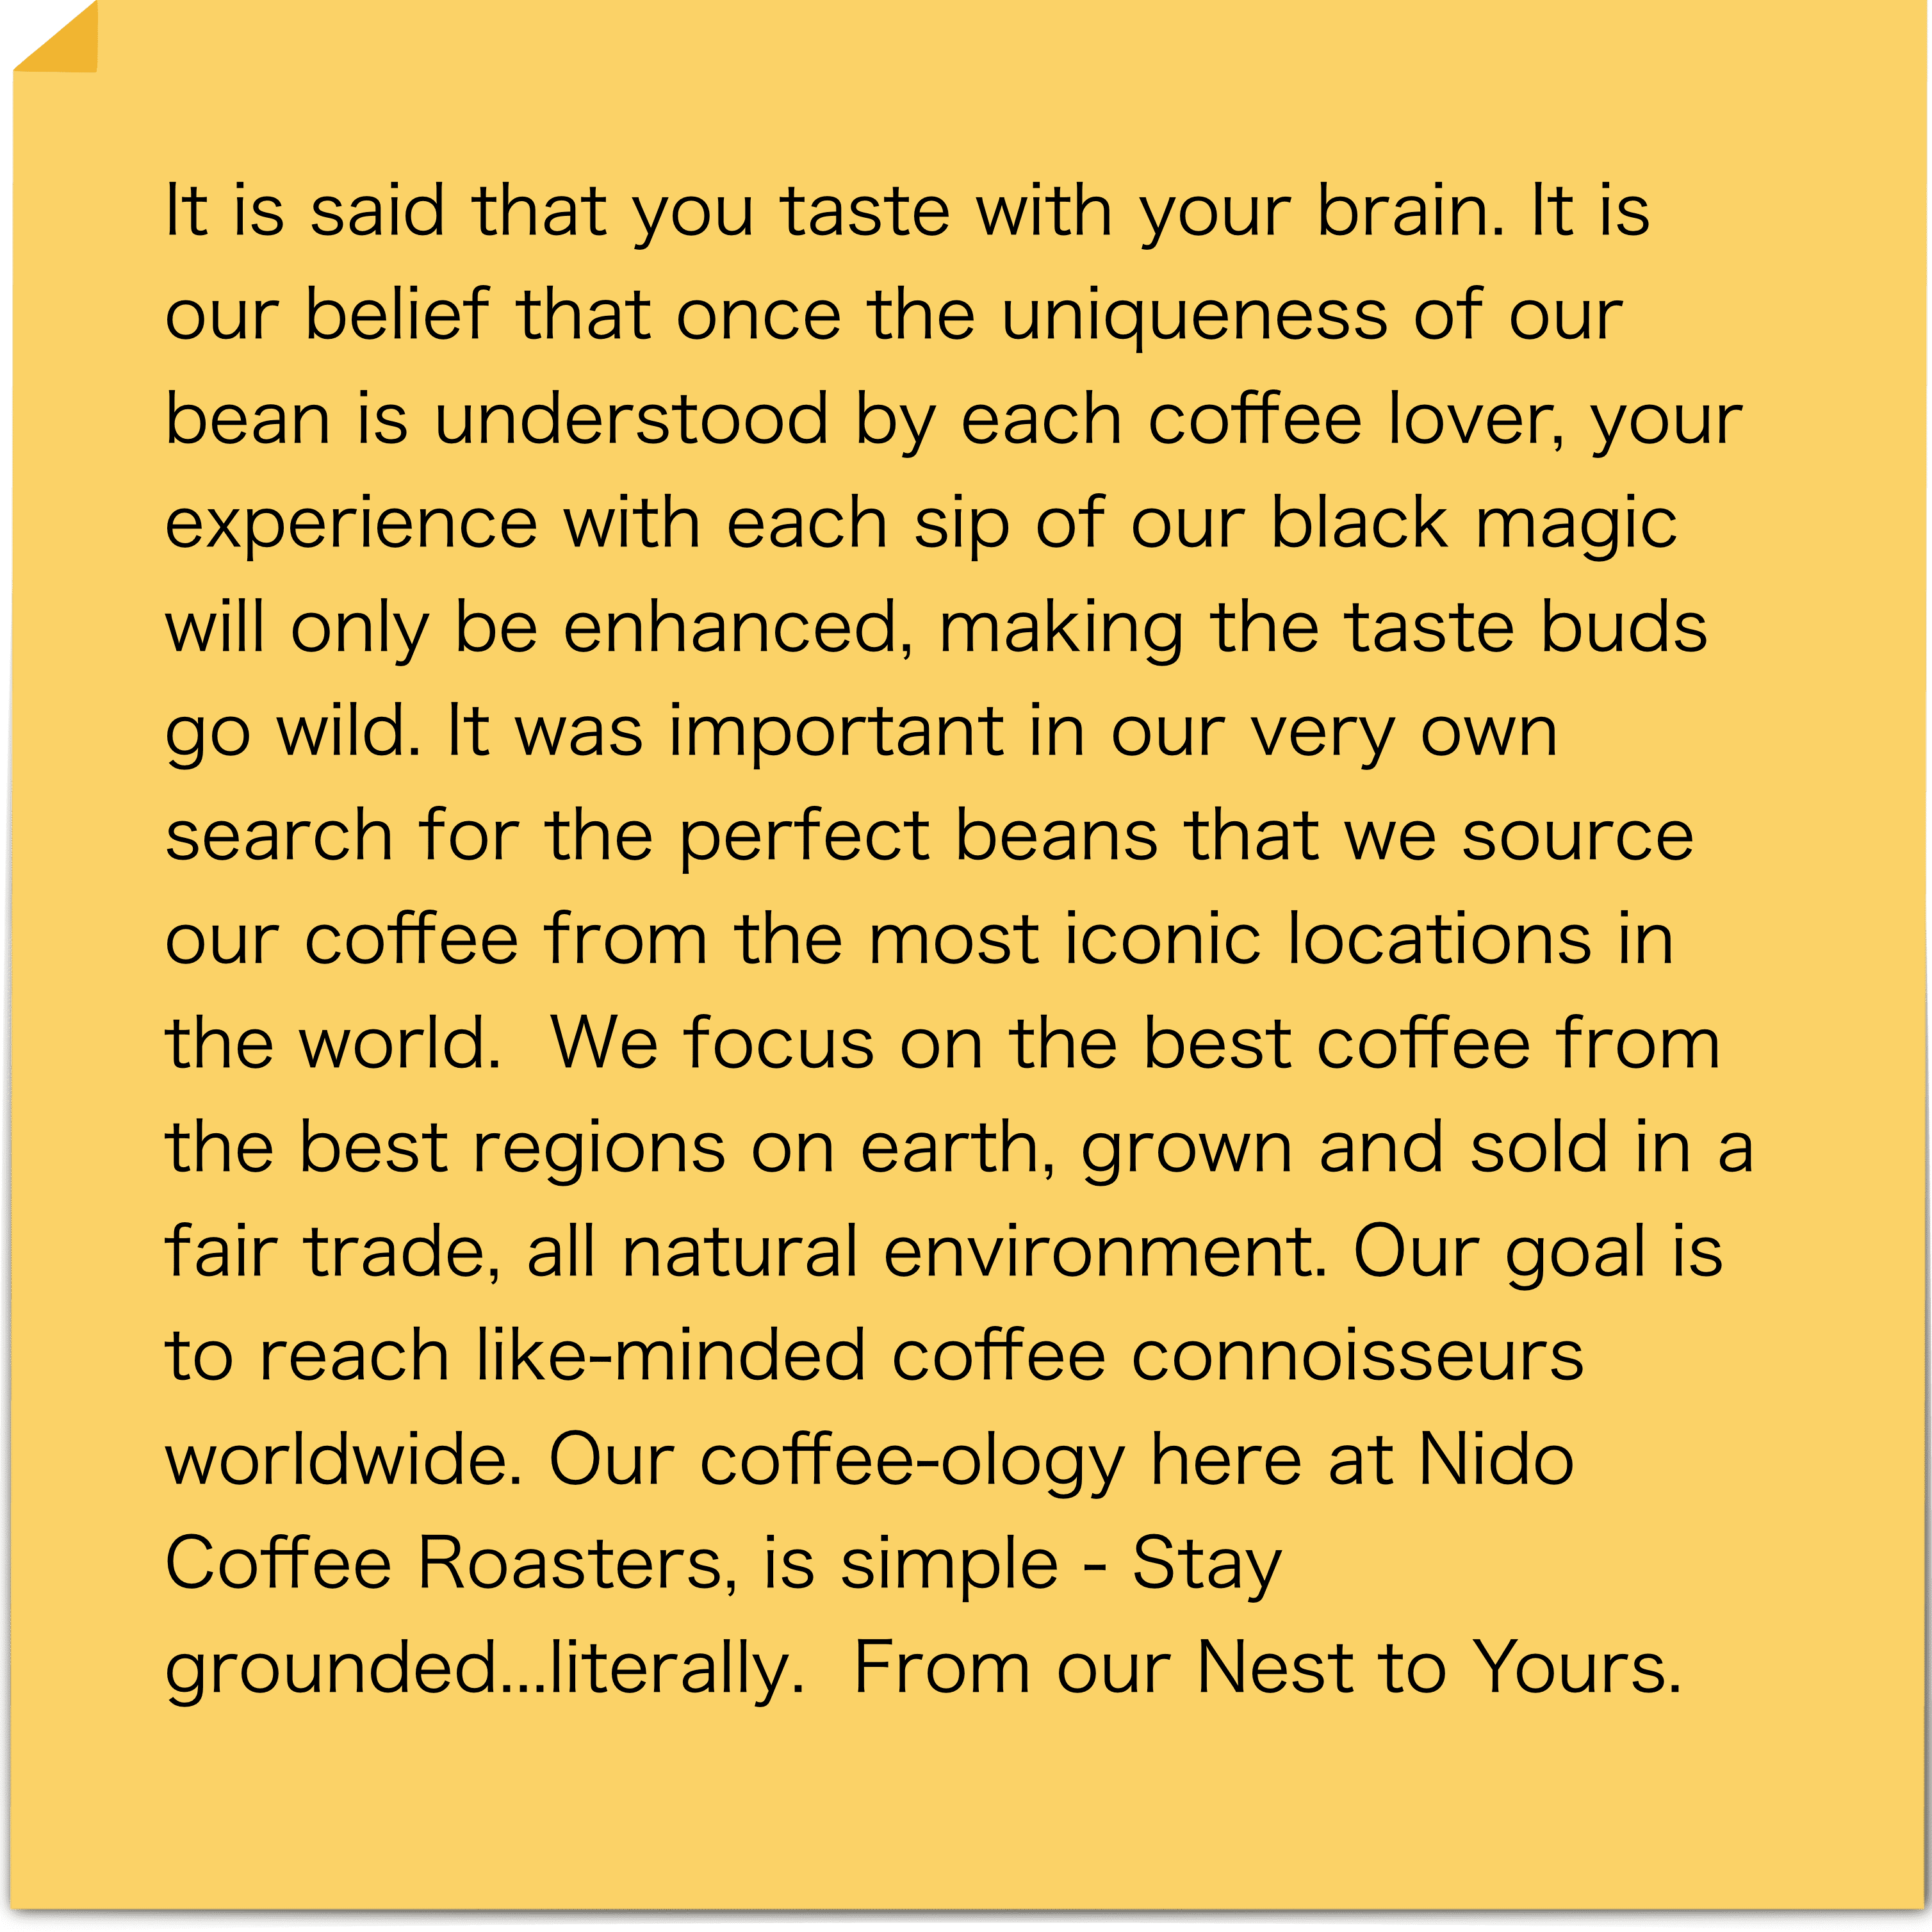 It is said that you taste with your brain. It is
our belief that once the uniqueness of our
bean is understood by each coffee lover, your
experience with each sip of our black magic
will only be enhanced, making the taste buds
go wild. It was important in our very own
search for the perfect beans that we source
our coffee from the most iconic locations in
the world.  We focus on the best coffee from
the best regions on earth, grown and sold in a
fair trade, all natural environment. Our goal is
to reach like-minded coffee connoisseurs
worldwide. Our coffee-ology here at Nido
Coffee Roasters, is simple - Stay
grounded...literally.  From our Nest to Yours.